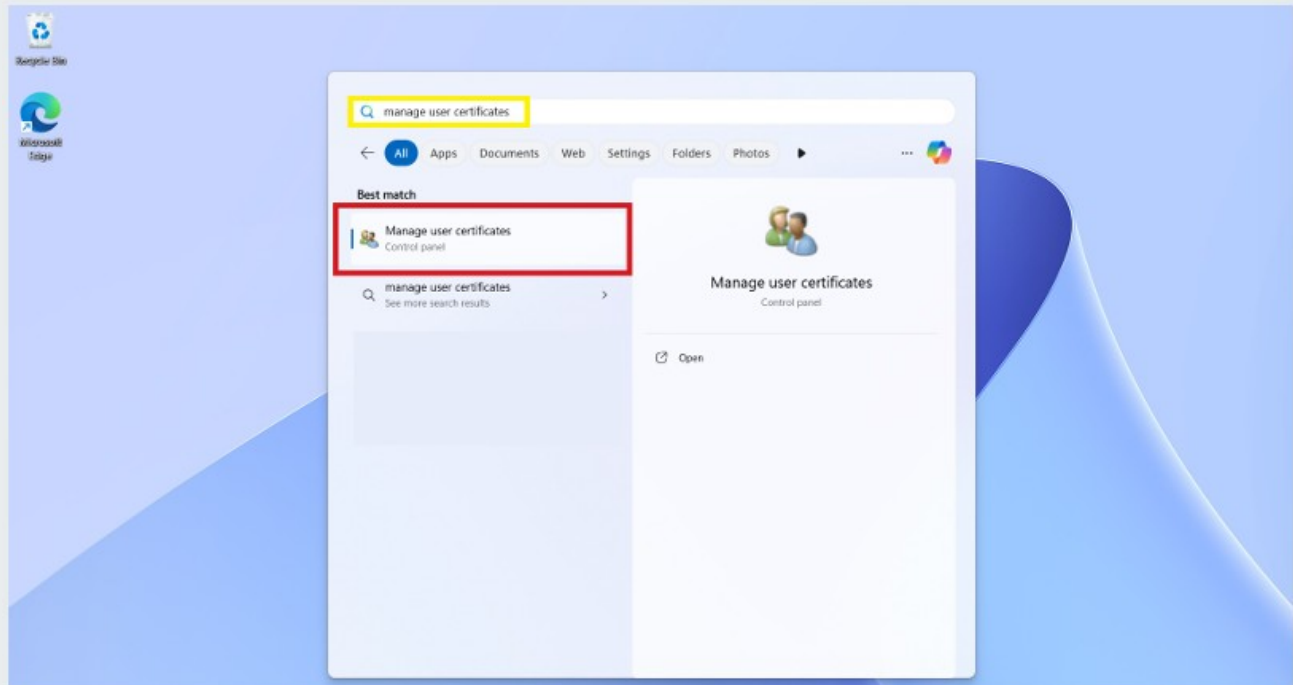 Recycle Bin
Microsoft
Edge
manage user certificates
All Apps Documents Web Settings Folders Photos
Best match
Manage user certificates
Control panel
manage user certificates
See more search results
Manage user certificates
Control panel
Open